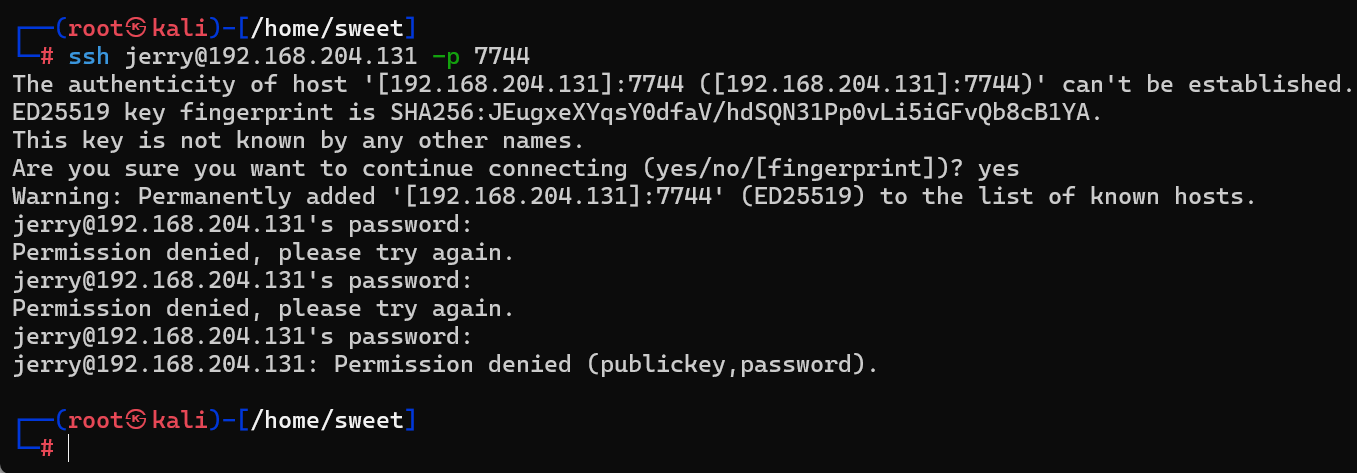 ┌──(root㉿kali)-[/home/sweet]
└─# ssh jerry@192.168.204.131 -p 7744
The authenticity of host '[192.168.204.131]:7744 ([192.168.204.131]:7744)' can't be established.
ED25519 key fingerprint is SHA256:JEugxeXYqsY0dfaV/hdSQN31Pp0vLi5iGFvQb8cB1YA.
This key is not known by any other names.
Are you sure you want to continue connecting (yes/no/[fingerprint])? yes
Warning: Permanently added '[192.168.204.131]:7744' (ED25519) to the list of known hosts.
jerry@192.168.204.131's password:
Permission denied, please try again.
jerry@192.168.204.131's password:
Permission denied, please try again.
jerry@192.168.204.131's password:
jerry@192.168.204.131: Permission denied (publickey,password).
┌──(root㉿kali)-[/home/sweet]
└─#